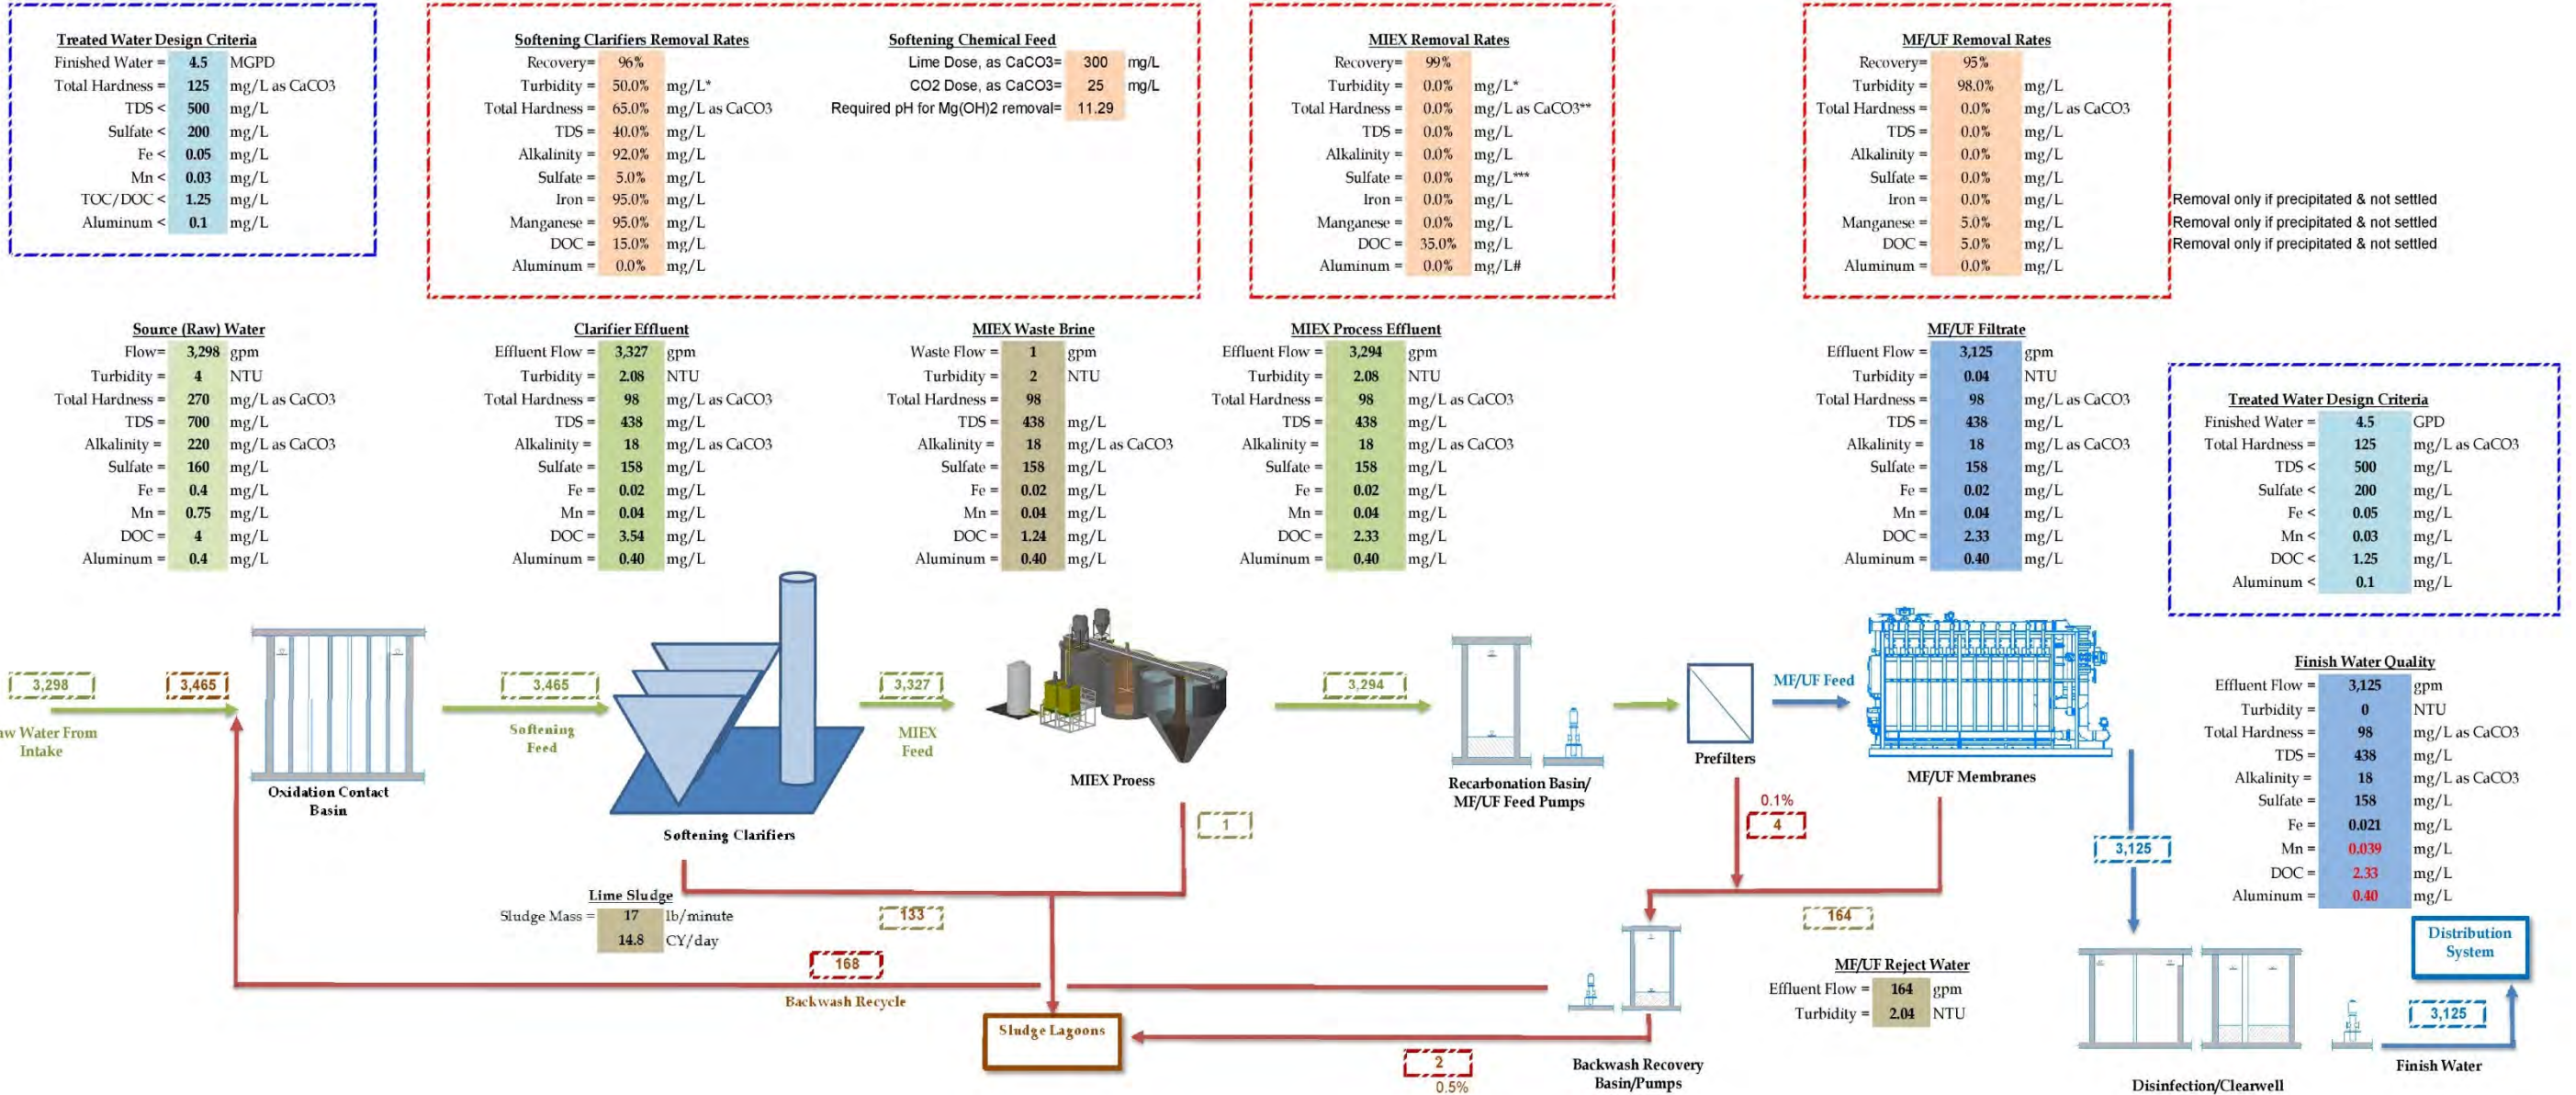 Treated Water Design Criteria
Finished Water = 4.5 MGPD
Total Hardness = 125 mg/L as CaCO3
TDS < 500 mg/L
Sulfate < 200 mg/L
Fe < 0.05 mg/L
Mn < 0.03 mg/L
TOC/DOC < 1.25 mg/L
Aluminum < 0.1 mg/L
Softening Clarifiers Removal Rates
Recovery= 96%
Turbidity = 50.0% mg/L*
Total Hardness = 65.0% mg/L as CaCO3
TDS = 40.0% mg/L
Alkalinity = 92.0% mg/L
Sulfate = 5.0% mg/L
Iron = 95.0% mg/L
Manganese = 95.0% mg/L
DOC = 15.0% mg/L
Aluminum = 0.0% mg/L
Softening Chemical Feed
Lime Dose, as CaCO3= 300 mg/L
CO2 Dose, as CaCO3= 25 mg/L
Required pH for Mg(OH)2 removal= 11.29
MIEX Removal Rates
Recovery= 99%
Turbidity = 0.0% mg/L*
Total Hardness = 0.0% mg/L as CaCO3**
TDS = 0.0% mg/L
Alkalinity = 0.0% mg/L
Sulfate = 0.0% mg/L***
Iron = 0.0% mg/L
Manganese = 0.0% mg/L
DOC = 35.0% mg/L
Aluminum = 0.0% mg/L#
MF/UF Removal Rates
Recovery= 95%
Turbidity = 98.0% mg/L
Total Hardness = 0.0% mg/L as CaCO3
TDS = 0.0% mg/L
Alkalinity = 0.0% mg/L
Sulfate = 0.0% mg/L
Iron = 0.0% mg/L Removal only if precipitated & not settled
Manganese = 5.0% mg/L Removal only if precipitated & not settled
DOC = 5.0% mg/L Removal only if precipitated & not settled
Aluminum = 0.0% mg/L
Source (Raw) Water
Flow= 3,298 gpm
Turbidity = 4 NTU
Total Hardness = 270 mg/L as CaCO3
TDS = 700 mg/L
Alkalinity = 220 mg/L as CaCO3
Sulfate = 160 mg/L
Fe = 0.4 mg/L
Mn = 0.75 mg/L
DOC = 4 mg/L
Aluminum = 0.4 mg/L
Clarifier Effluent
Effluent Flow = 3,327 gpm
Turbidity = 2.08 NTU
Total Hardness = 98 mg/L as CaCO3
TDS = 438 mg/L
Alkalinity = 18 mg/L as CaCO3
Sulfate = 158 mg/L
Fe = 0.02 mg/L
Mn = 0.04 mg/L
DOC = 3.54 mg/L
Aluminum = 0.40 mg/L
MIEX Waste Brine
Waste Flow = 1 gpm
Turbidity = 2 NTU
Total Hardness = 98
TDS = 438 mg/L
Alkalinity = 18 mg/L as CaCO3
Sulfate = 158 mg/L
Fe = 0.02 mg/L
Mn = 0.04 mg/L
DOC = 1.24 mg/L
Aluminum = 0.40 mg/L
MIEX Process Effluent
Effluent Flow = 3,294 gpm
Turbidity = 2.08 NTU
Total Hardness = 98 mg/L as CaCO3
TDS = 438 mg/L
Alkalinity = 18 mg/L as CaCO3
Sulfate = 158 mg/L
Fe = 0.02 mg/L
Mn = 0.04 mg/L
DOC = 2.33 mg/L
Aluminum = 0.40 mg/L
MF/UF Filtrate
Effluent Flow = 3,125 gpm
Turbidity = 0.04 NTU
Total Hardness = 98 mg/L as CaCO3
TDS = 438 mg/L
Alkalinity = 18 mg/L as CaCO3
Sulfate = 158 mg/L
Fe = 0.02 mg/L
Mn = 0.04 mg/L
DOC = 2.33 mg/L
Aluminum = 0.40 mg/L
Treated Water Design Criteria
Finished Water = 4.5 GPD
Total Hardness = 125 mg/L as CaCO3
TDS < 500 mg/L
Sulfate < 200 mg/L
Fe < 0.05 mg/L
Mn < 0.03 mg/L
DOC < 1.25 mg/L
Aluminum < 0.1 mg/L
3,298
aw Water From
Intake
3,465
Oxidation Contact
Basin
3,465
Softening
Feed
Softening Clarifiers
3,327
MIEX
Feed
MIEX Proess
3,294
Recarbonation Basin/
MF/UF Feed Pumps
Prefilters
MF/UF Feed
MF/UF Membranes
Finish Water Quality
Effluent Flow = 3,125 gpm
Turbidity = 0 NTU
Total Hardness = 98 mg/L as CaCO3
TDS = 438 mg/L
Alkalinity = 18 mg/L as CaCO3
Sulfate = 158 mg/L
Fe = 0.021 mg/L
Mn = 0.039 mg/L
DOC = 2.33 mg/L
Aluminum = 0.40 mg/L
1
0.1%
4
3,125
Lime Sludge
Sludge Mass = 17 lb/minute
14.8 CY/day
133
164
168
Backwash Recycle
Sludge Lagoons
2
0.5%
Backwash Recovery
Basin/Pumps
MF/UF Reject Water
Effluent Flow = 164 gpm
Turbidity = 2.04 NTU
Distribution
System
3,125
Finish Water
Disinfection/Clearwell